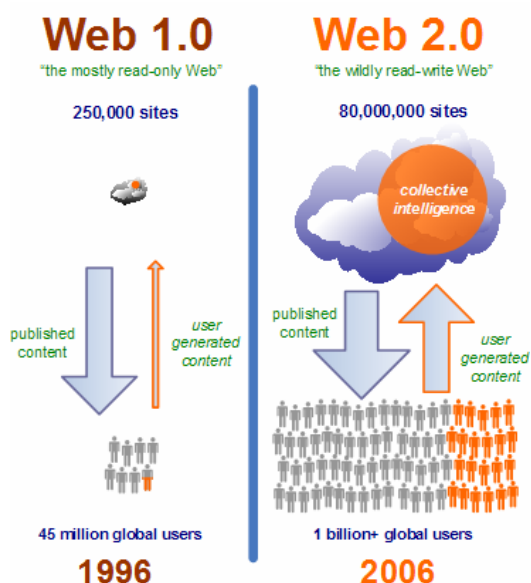 Web 1.0
"the mostly read-only Web"
250,000 sites
published
content
user
generated
content
45 million global users
1996
Web 2.0
"the wildly read-write Web"
80,000,000 sites
collective
intelligence
published
content
user
generated
content
1 billion+ global users
2006